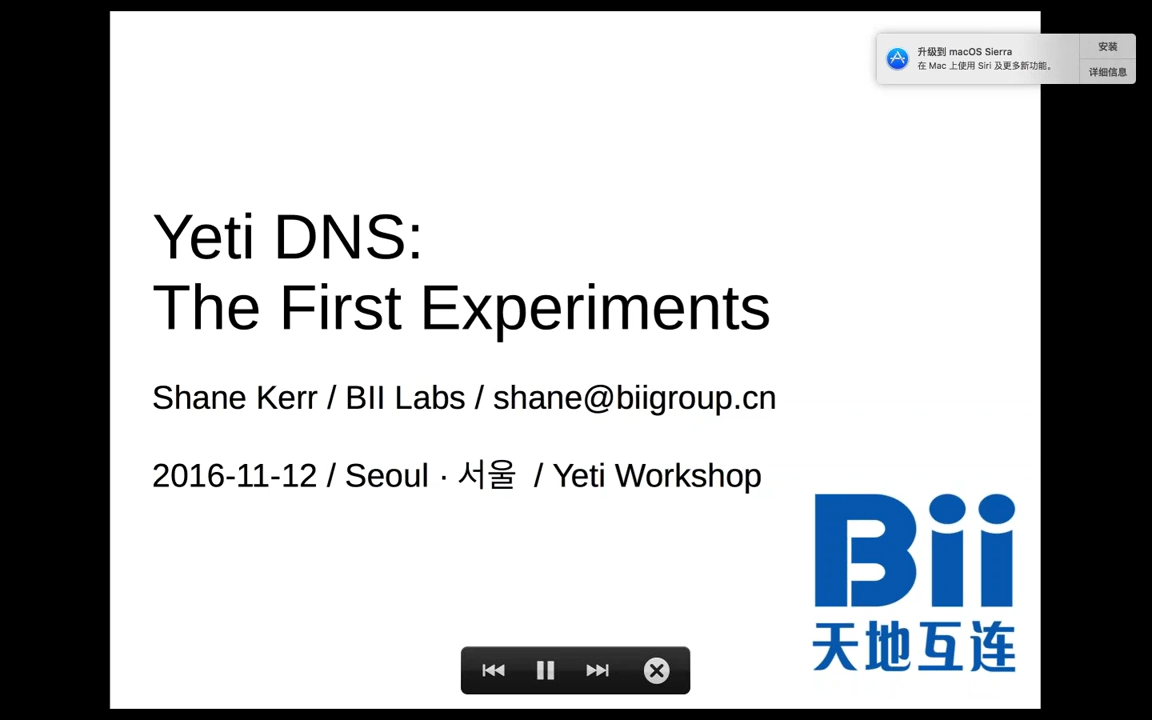 升级到 macOS Sierra
在 Mac 上使用 Siri 及更多新功能。
安装
详细信息
Yeti DNS:
The First Experiments
Shane Kerr / BII Labs / shane@biigroup.cn
2016-11-12 / Seoul · 서울 / Yeti Workshop
Bii
天地互连